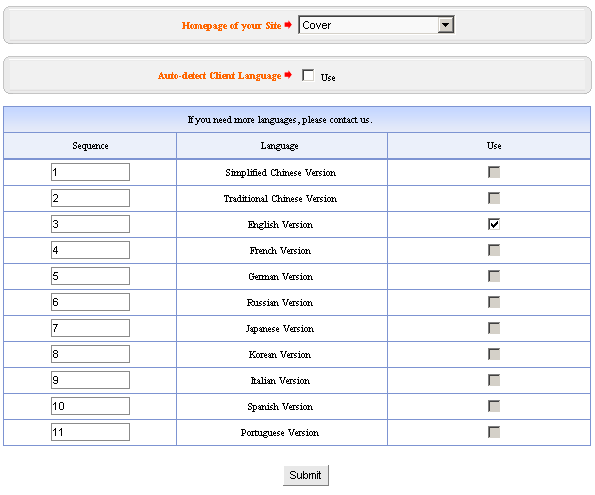 Homepage of your Site Cover
Auto-detect Client Language Use
If you need more languages, please contact us.
Sequence Language Use
1 Simplified Chinese Version
2 Traditional Chinese Version
3 English Version
4 French Version
5 German Version
6 Russian Version
7 Japanese Version
8 Korean Version
9 Italian Version
10 Spanish Version
11 Portuguese Version
Submit